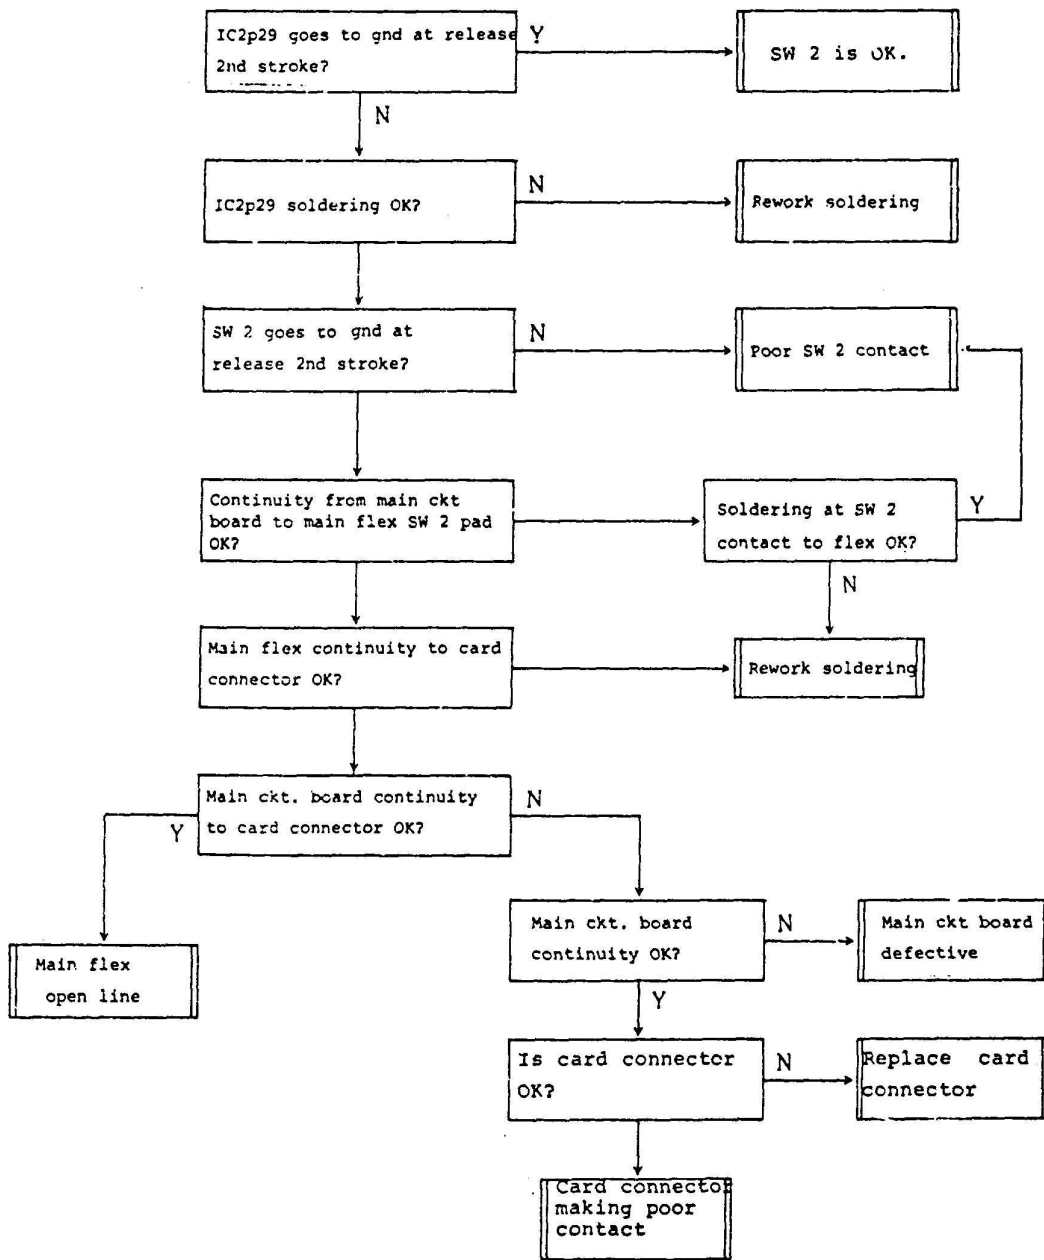 IC2p29 goes to gnd at release
2nd stroke?
Y
SW 2 is OK.
N
IC2p29 soldering OK?
N
Rework soldering
SW 2 goes to gnd at
release 2nd stroke?
N
Poor SW 2 contact
Continuity from main ckt
board to main flex SW 2 pad
OK?
Soldering at SW 2
contact to flex OK?
Y
N
Main flex continuity to card
connector OK?
Rework soldering
Main ckt. board continuity
to card connector OK?
N
Y
Main flex
open line
Main ckt. board
continuity OK?
N
Main ckt board
defective
Y
Is card connector
OK?
N
Replace card
connector
Card connector
making poor
contact